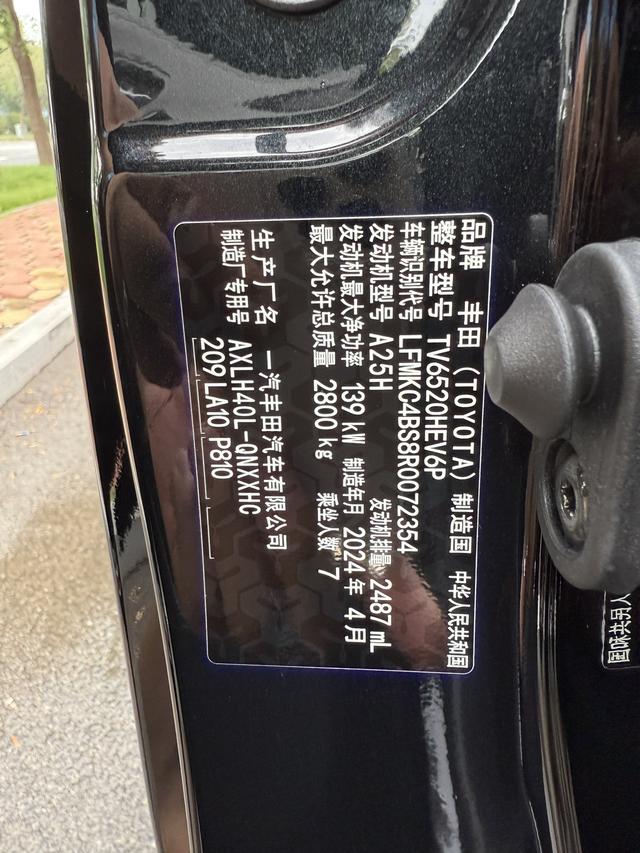 品牌 丰田(TOYOTA) 制造国 中华人民共和国
整车型号 TV6520HEV6P
车辆识别代号 LFMKC4BS8R0072354
发动机型号 A25H 发动机排量 2487 mL
发动机最大净功率 139 kW 制造年月 2024 年 4 月
最大允许总质量 2800 kg 乘坐人数 7
生产厂名 一汽丰田汽车有限公司
制造厂专用号 AXLH40L-QNXXHC
209 LA10 P810